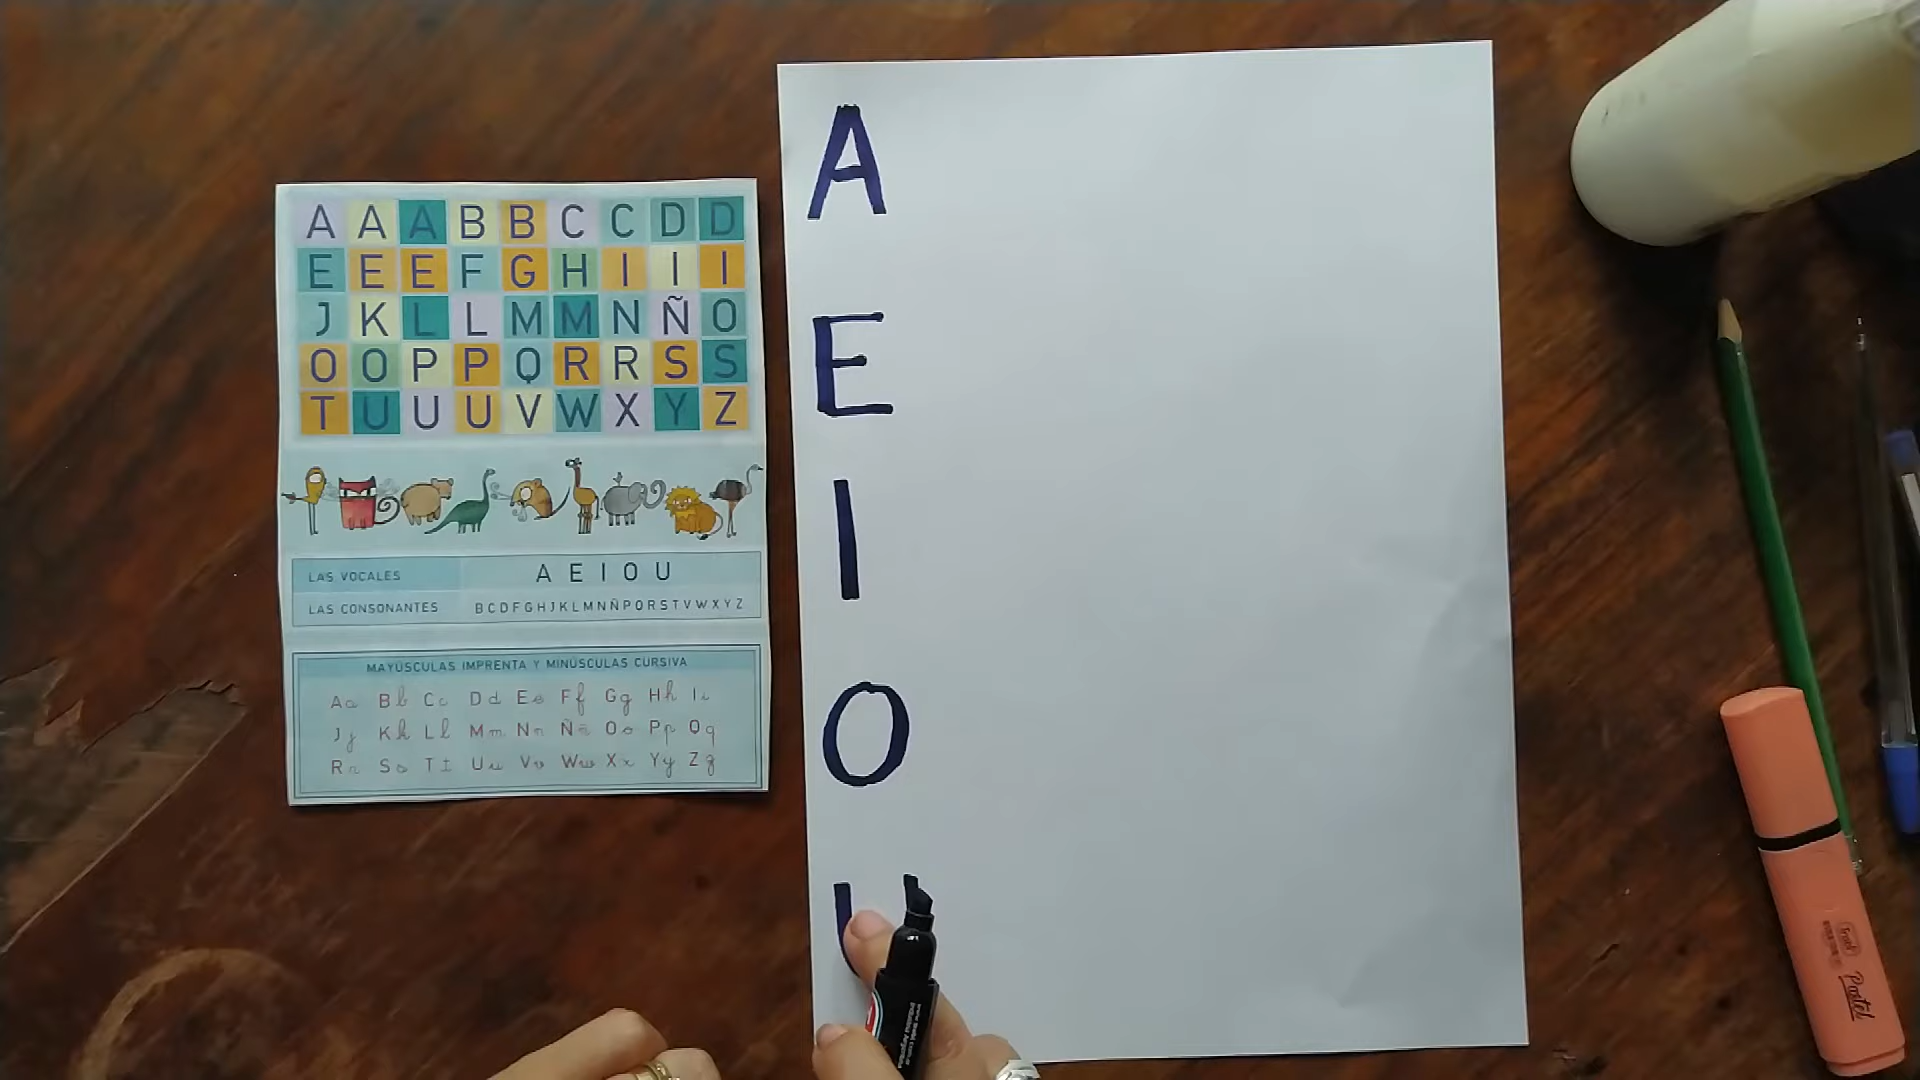 A A A B B C C D D
E E E F G H I I I
J K L L M M N Ñ O
O O P P Q R R S S
T U U U V W X Y Z
LAS VOCALES A E I O U
LAS CONSONANTES B C D F G H J K L M N Ñ P Q R S T V W X Y Z
MAYÚSCULAS IMPRENTA Y MINÚSCULAS CURSIVA
Aa Bb Cc Dd Ee Ff Gg Hh Ii
Jj Kk Ll Mm Nn Ññ Oo Pp Qq
Rr Ss Tt Uu Vv Ww Xx Yy Zz
A
E
I
O
U
Pastel